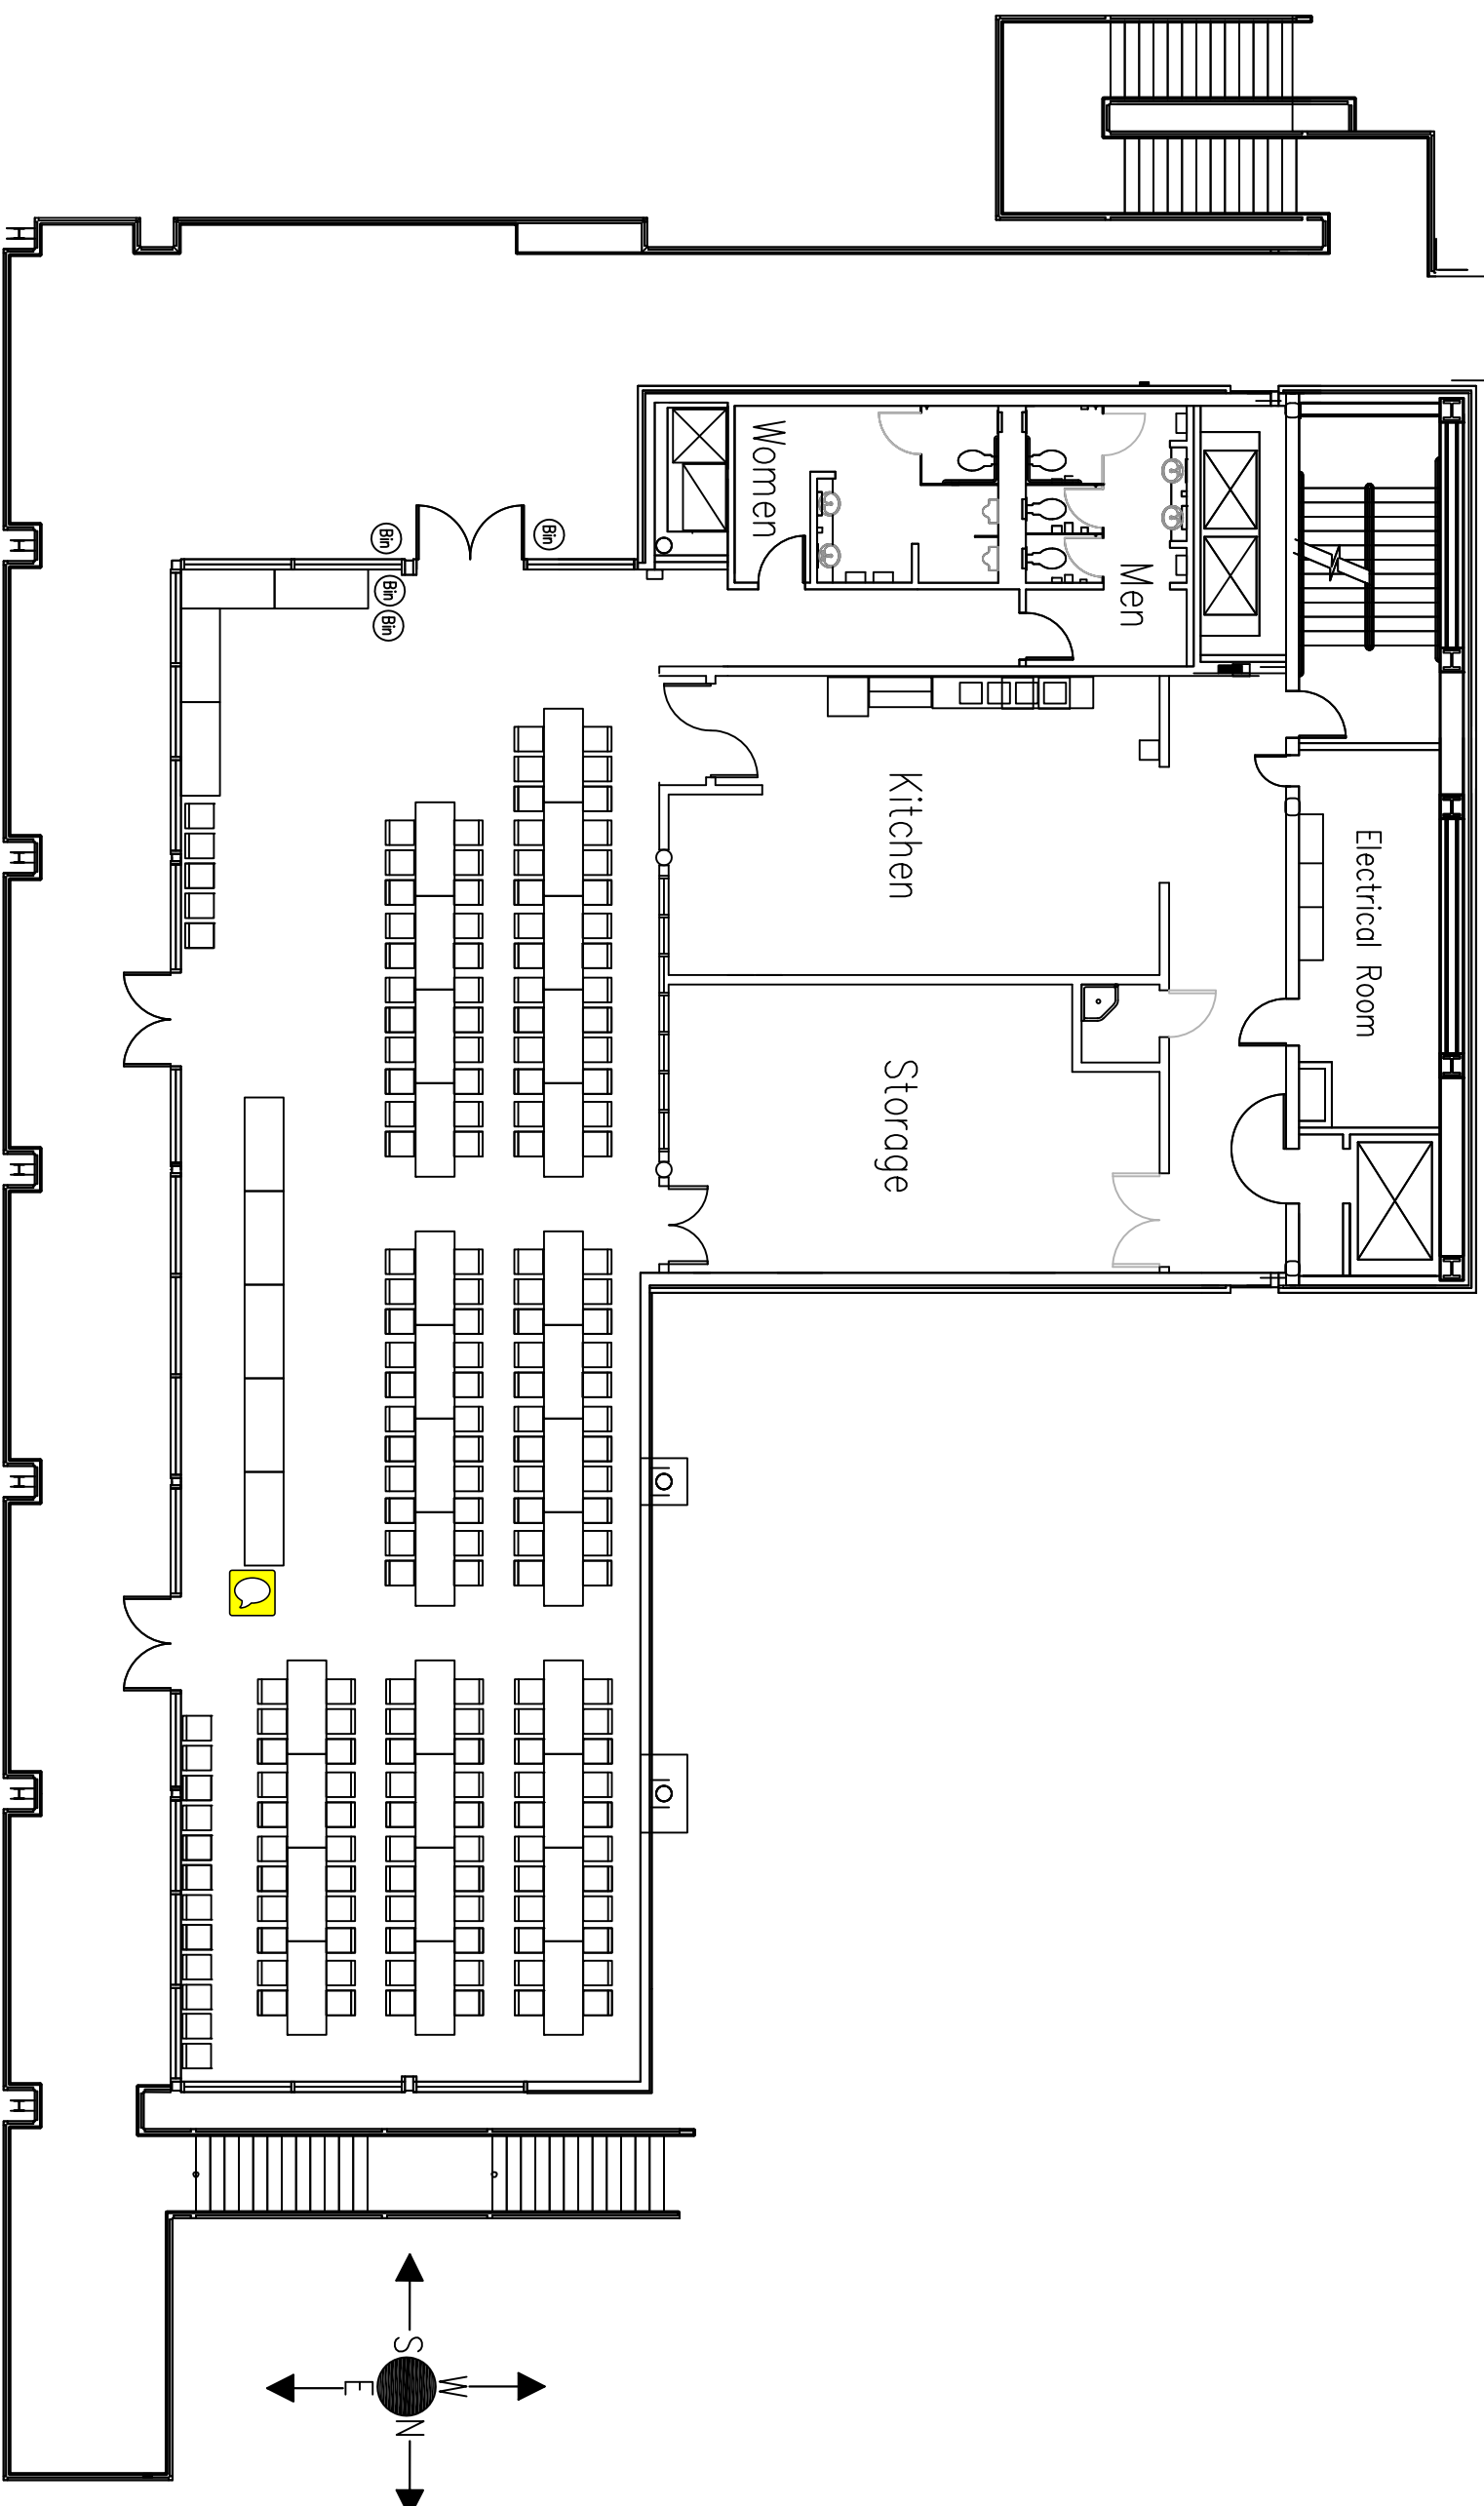 Women
Men
Bin
Bin
Bin
Bin
Kitchen
Electrical Room
Storage
S
W
E
N